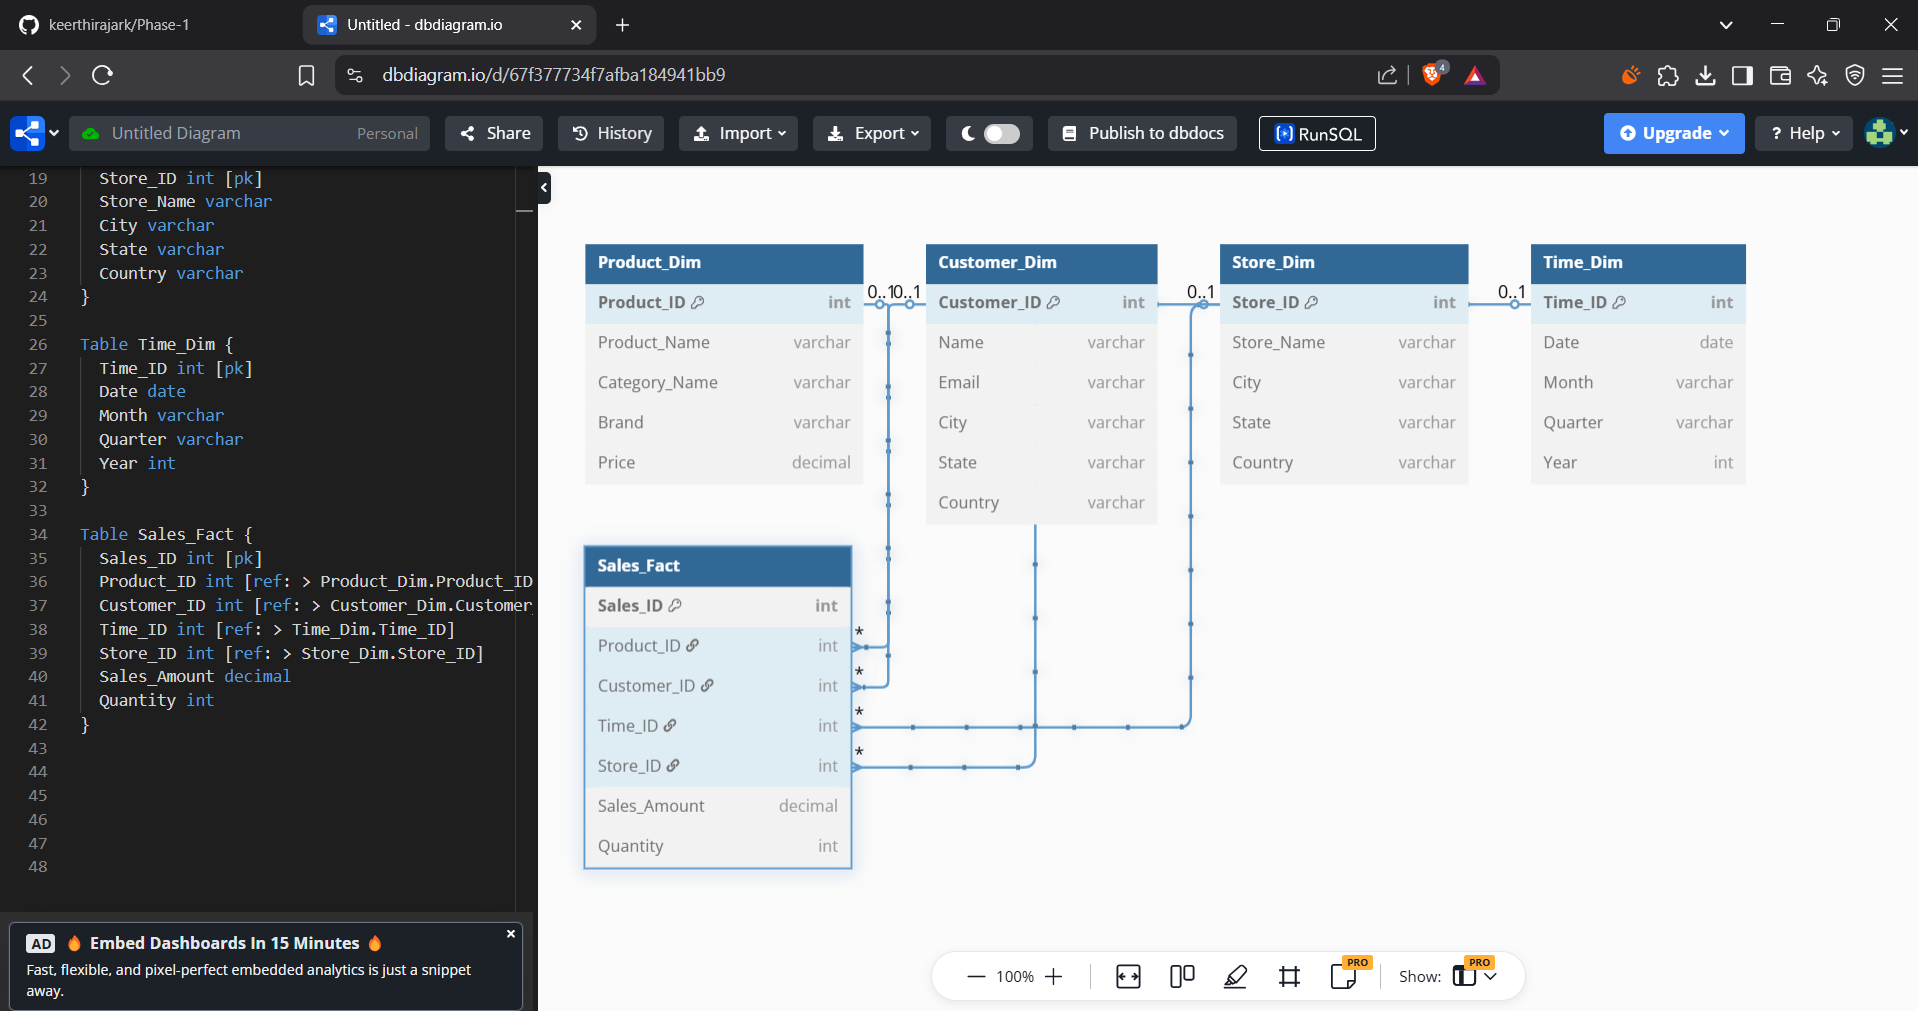 keerthirajark/Phase-1
Untitled - dbdiagram.io
dbdiagram.io/d/67f377734f7afba184941bb9
4
Untitled Diagram Personal
Share
History
Import
Export
Publish to dbdocs
RunSQL
Upgrade
? Help
19 Store_ID int [pk]
20 Store_Name varchar
21 City varchar
22 State varchar
23 Country varchar
24 }
25
26 Table Time_Dim {
27 Time_ID int [pk]
28 Date date
29 Month varchar
30 Quarter varchar
31 Year int
32 }
33
34 Table Sales_Fact {
35 Sales_ID int [pk]
36 Product_ID int [ref: > Product_Dim.Product_ID
37 Customer_ID int [ref: > Customer_Dim.Customer_
38 Time_ID int [ref: > Time_Dim.Time_ID]
39 Store_ID int [ref: > Store_Dim.Store_ID]
40 Sales_Amount decimal
41 Quantity int
42 }
43
44
45
46
47
48
AD Embed Dashboards In 15 Minutes
Fast, flexible, and pixel-perfect embedded analytics is just a snippet
away.
Product_Dim
Product_ID int
Product_Name varchar
Category_Name varchar
Brand varchar
Price decimal
0..1
0..1
Customer_Dim
Customer_ID int
Name varchar
Email varchar
City varchar
State varchar
Country varchar
0..1
Store_Dim
Store_ID int
Store_Name varchar
City varchar
State varchar
Country varchar
0..1
Time_Dim
Time_ID int
Date date
Month varchar
Quarter varchar
Year int
Sales_Fact
Sales_ID int
Product_ID int *
Customer_ID int *
Time_ID int *
Store_ID int *
Sales_Amount decimal
Quantity int
100%
PRO
Show:
PRO